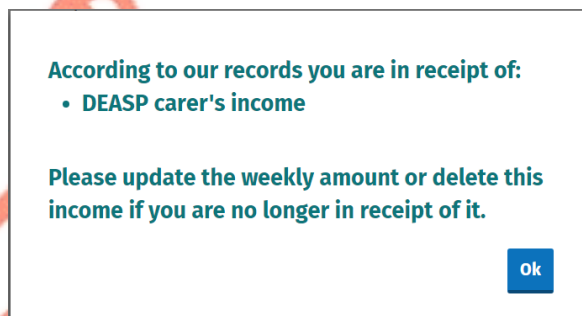 According to our records you are in receipt of:
• DEASP carer's income
Please update the weekly amount or delete this
income if you are no longer in receipt of it.
Ok